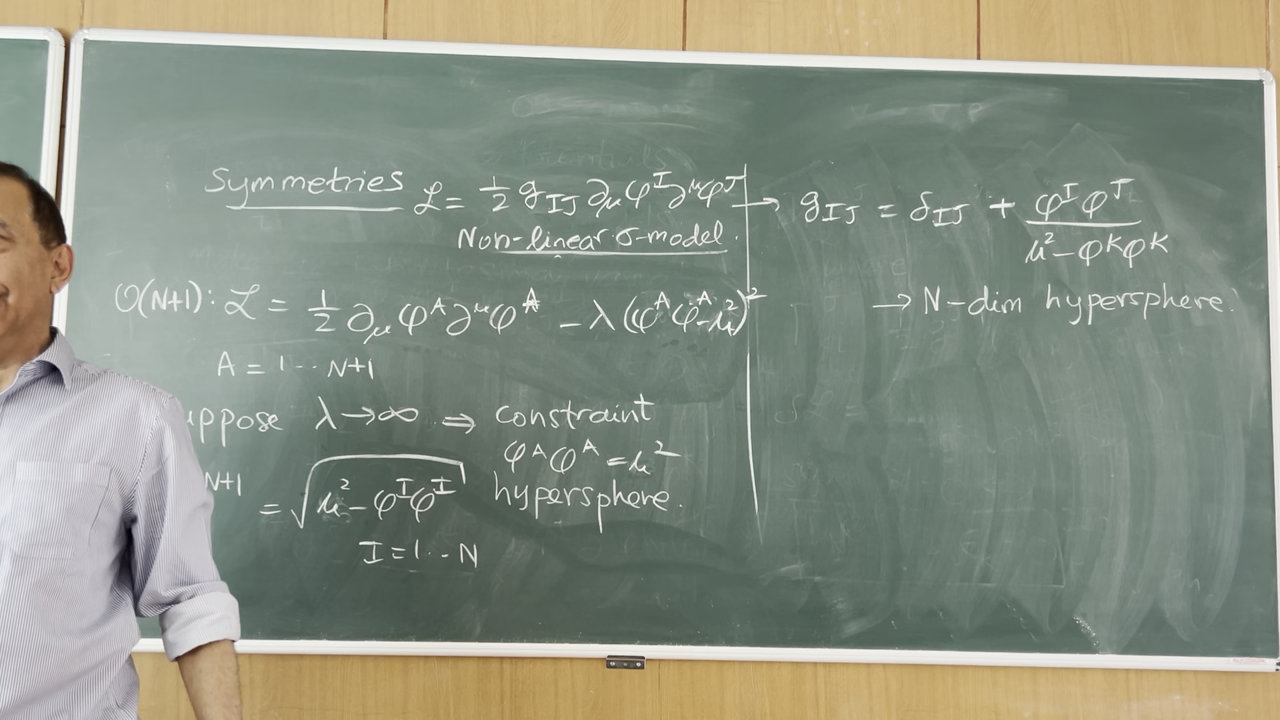 Symmetries ℒ = 1/2 g_IJ ∂_μ φ^I ∂^μ φ^J →
Non-linear σ-model.
O(N+1): ℒ = 1/2 ∂_μ φ^A ∂^μ φ^A - λ(φ^A φ^A - μ²)²
A = 1 ... N+1
uppose λ → ∞ ⇒ constraint
φ^A φ^A = μ²
hypersphere.
N+1 = √(μ² - φ^I φ^I)
I = 1 ... N
g_IJ = δ_IJ + φ^I φ^J / (μ² - φ^K φ^K)
→ N-dim hypersphere.